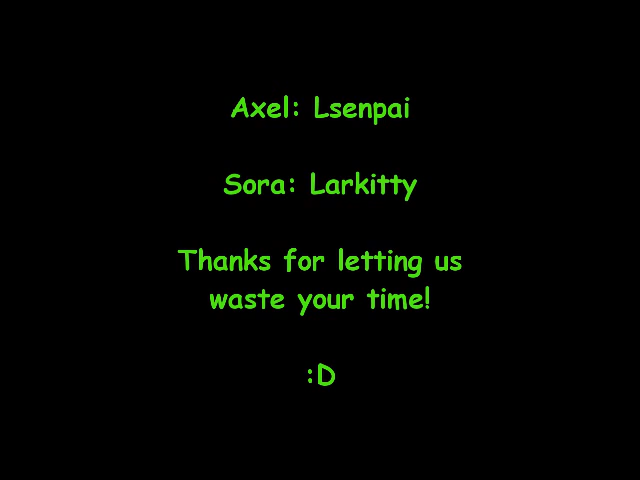 Axel: Lsenpai
Sora: Larkitty
Thanks for letting us
waste your time!
:D